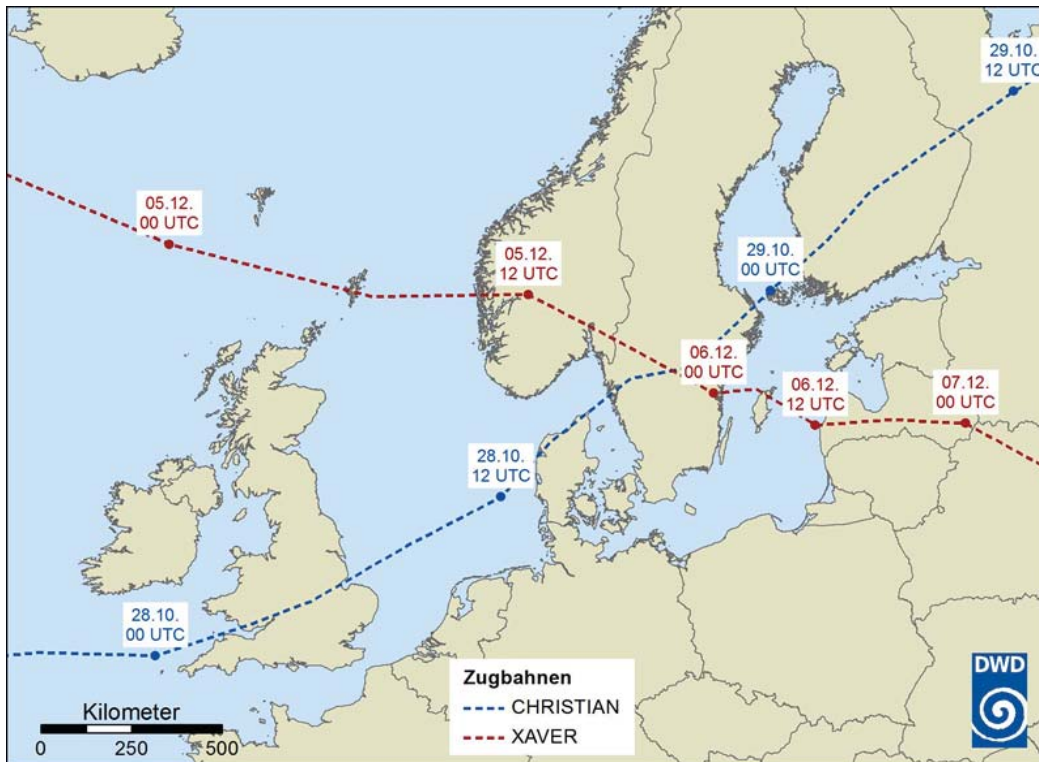 29.10.
12 UTC
05.12.
00 UTC
05.12.
12 UTC
29.10.
00 UTC
06.12.
00 UTC
06.12.
12 UTC
07.12.
00 UTC
28.10.
12 UTC
28.10.
00 UTC
Zugbahnen
CHRISTIAN
XAVER
Kilometer
0 250 500
DWD